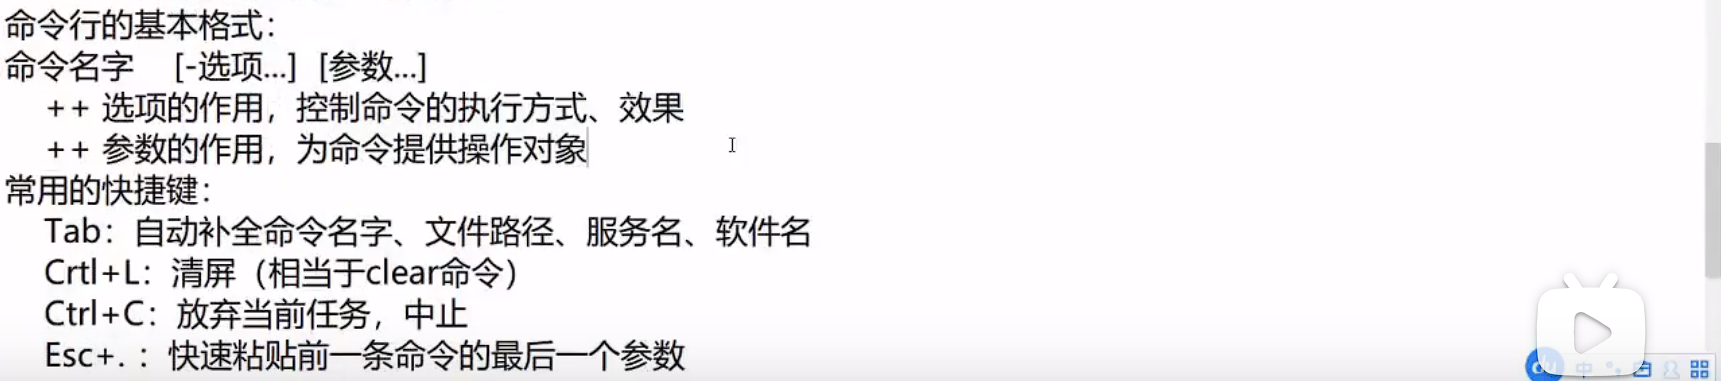 命令行的基本格式：
命令名字 [-选项...] [参数...]
++ 选项的作用，控制命令的执行方式、效果
++ 参数的作用，为命令提供操作对象
常用的快捷键：
Tab：自动补全命令名字、文件路径、服务名、软件名
Crtl+L：清屏（相当于clear命令）
Ctrl+C：放弃当前任务，中止
Esc+.：快速粘贴前一条命令的最后一个参数
du 中